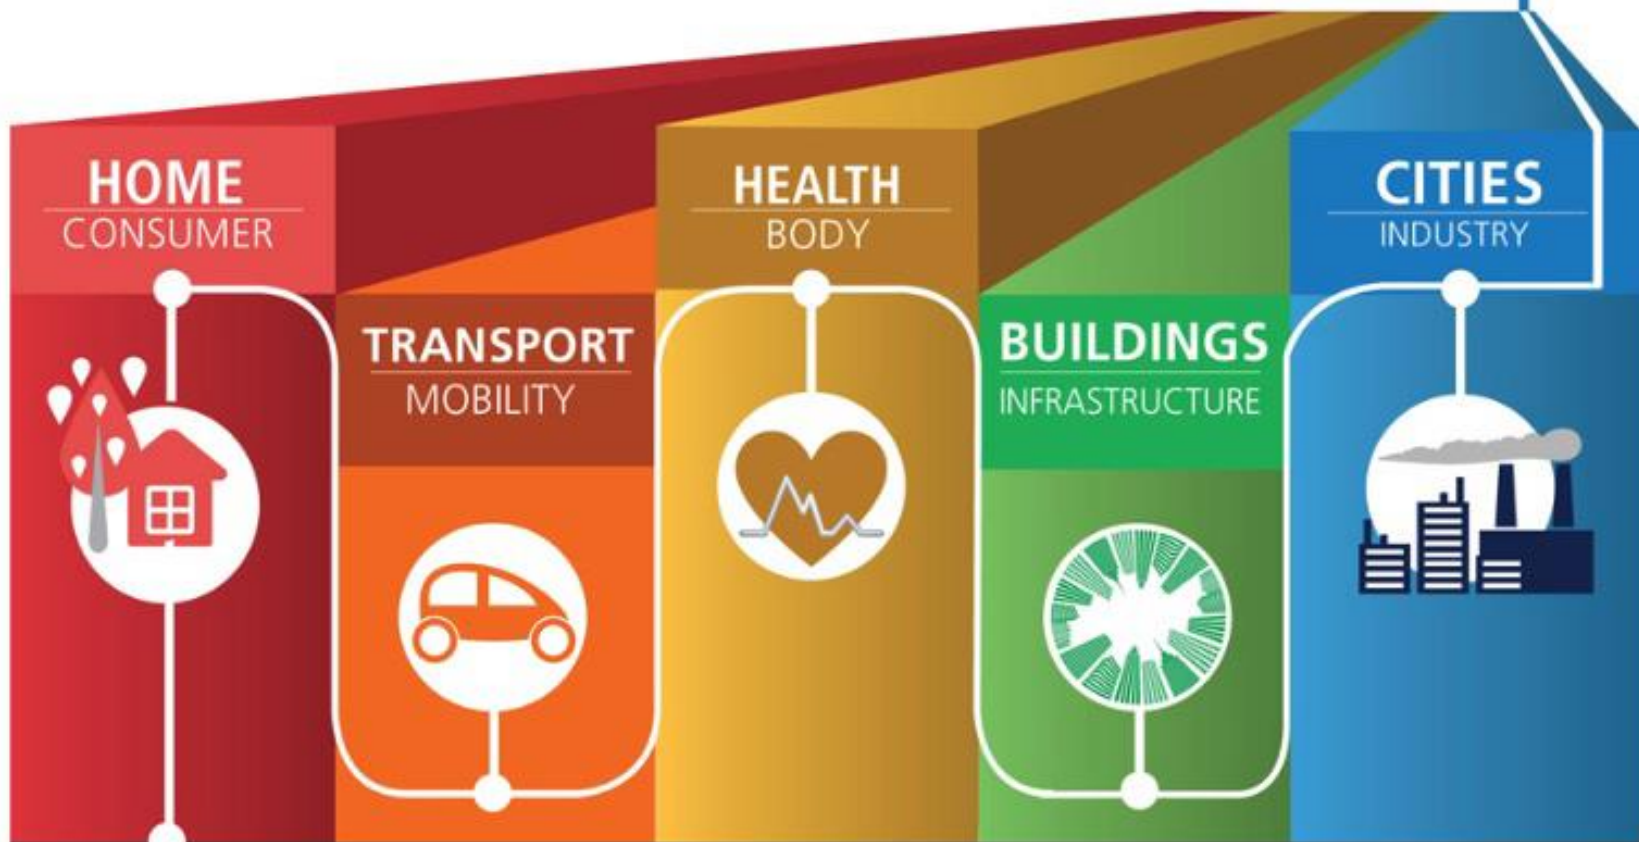 HOME
CONSUMER
TRANSPORT
MOBILITY
HEALTH
BODY
BUILDINGS
INFRASTRUCTURE
CITIES
INDUSTRY